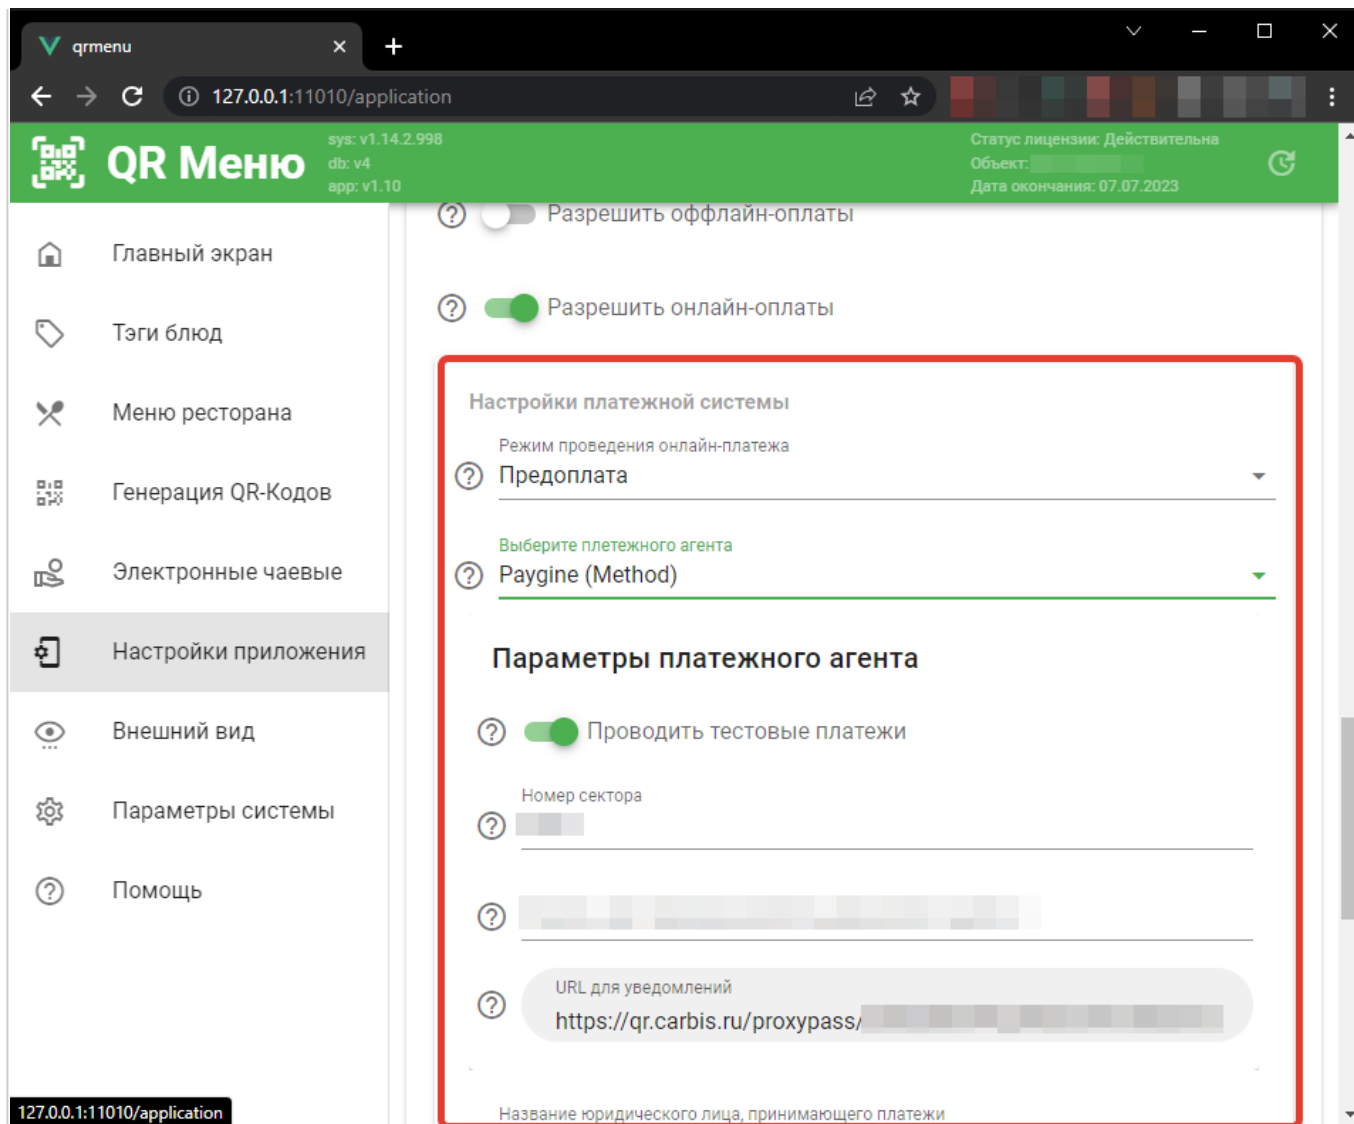 qrmenu
127.0.0.1:11010/application
QR Меню
sys: v1.14.2.998
db: v4
app: v1.10
Статус лицензии: Действительна
Объект:
Дата окончания: 07.07.2023
Главный экран
Тэги блюд
Меню ресторана
Генерация QR-Кодов
Электронные чаевые
Настройки приложения
Внешний вид
Параметры системы
Помощь
Разрешить оффлайн-оплаты
Разрешить онлайн-оплаты
Настройки платежной системы
Режим проведения онлайн-платежа
Предоплата
Выберите плетежного агента
Paygine (Method)
Параметры платежного агента
Проводить тестовые платежи
Номер сектора
URL для уведомлений
https://qr.carbis.ru/proxypass/
Название юридического лица, принимающего платежи
127.0.0.1:11010/application